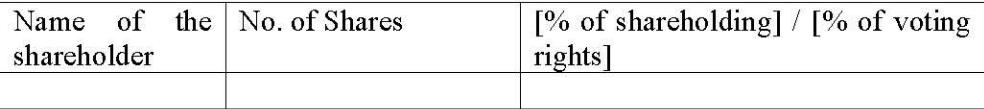 Name of the
shareholder
No. of Shares
[% of shareholding] / [% of voting
rights]